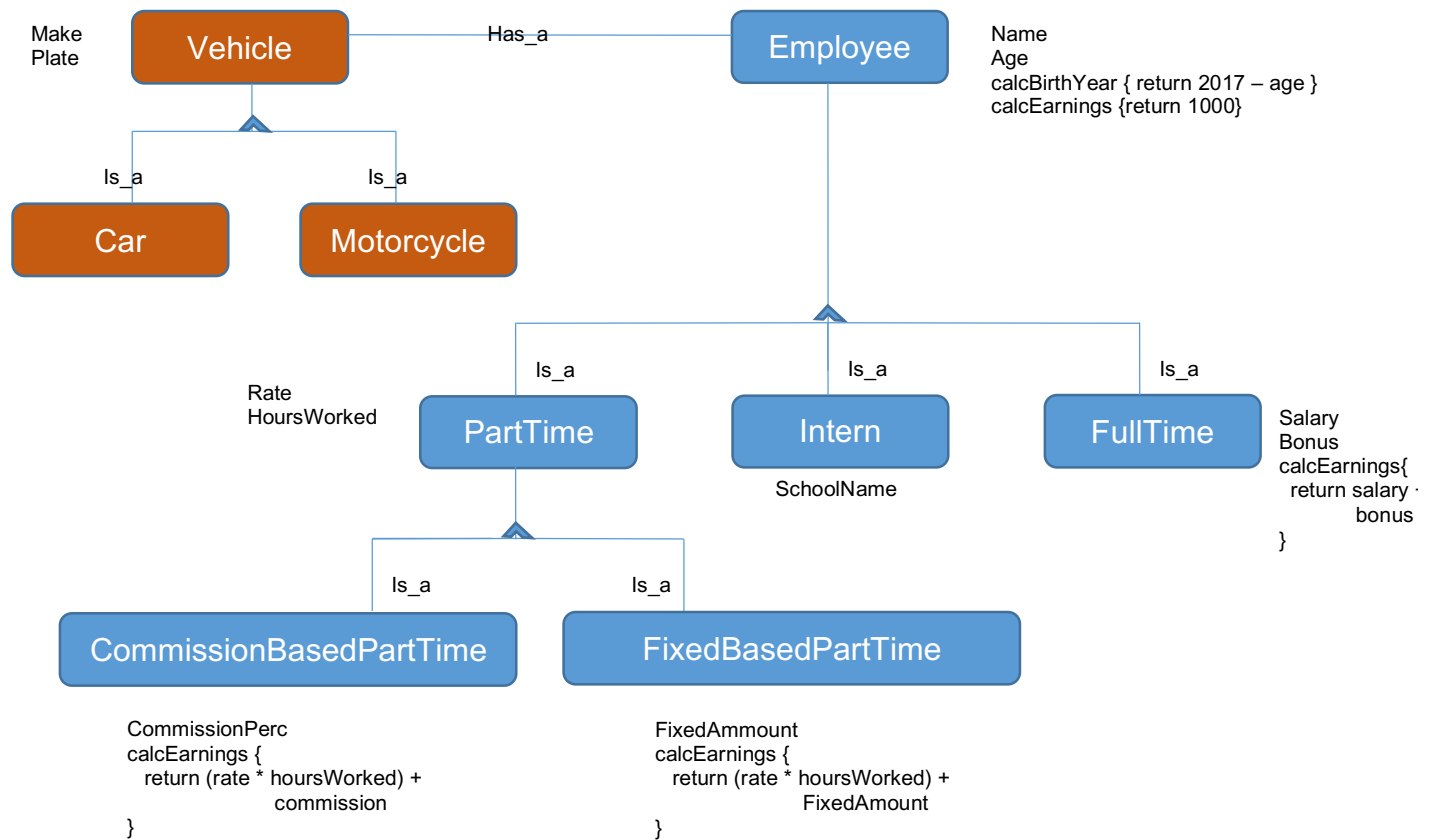 Make
Plate
Vehicle
Has_a
Employee
Name
Age
calcBirthYear { return 2017 – age }
calcEarnings {return 1000}
Is_a
Is_a
Car
Motorcycle
Is_a
Is_a
Is_a
Rate
HoursWorked
PartTime
Intern
FullTime
SchoolName
Salary
Bonus
calcEarnings{
return salary
bonus
}
Is_a
Is_a
CommissionBasedPartTime
FixedBasedPartTime
CommissionPerc
calcEarnings {
return (rate * hoursWorked) +
commission
}
FixedAmmount
calcEarnings {
return (rate * hoursWorked) +
FixedAmount
}